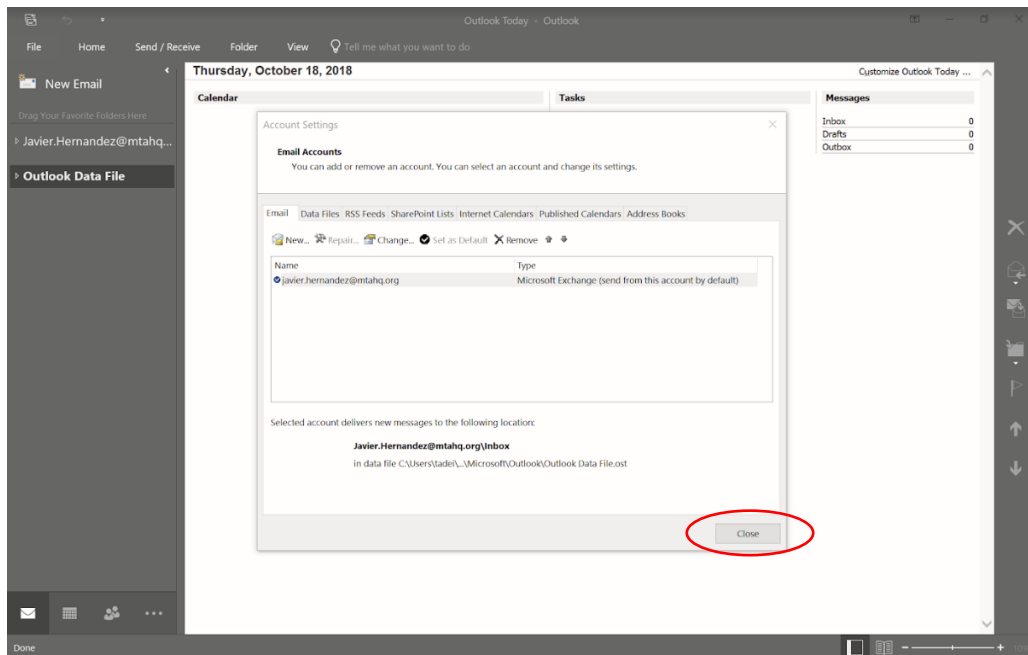 Outlook Today - Outlook
File Home Send / Receive Folder View Tell me what you want to do
New Email
Drag Your Favorite Folders Here
Javier.Hernandez@mtahq...
Outlook Data File
Thursday, October 18, 2018
Customize Outlook Today ...
Calendar
Tasks
Messages
Inbox 0
Drafts 0
Outbox 0
Account Settings
Email Accounts
You can add or remove an account. You can select an account and change its settings.
Email Data Files RSS Feeds SharePoint Lists Internet Calendars Published Calendars Address Books
New... Repair... Change... Set as Default Remove
Name Type
javier.hernandez@mtahq.org Microsoft Exchange (send from this account by default)
Selected account delivers new messages to the following location:
Javier.Hernandez@mtahq.org\Inbox
in data file C:\Users\tadei\...\Microsoft\Outlook\Outlook Data File.ost
Close
Done